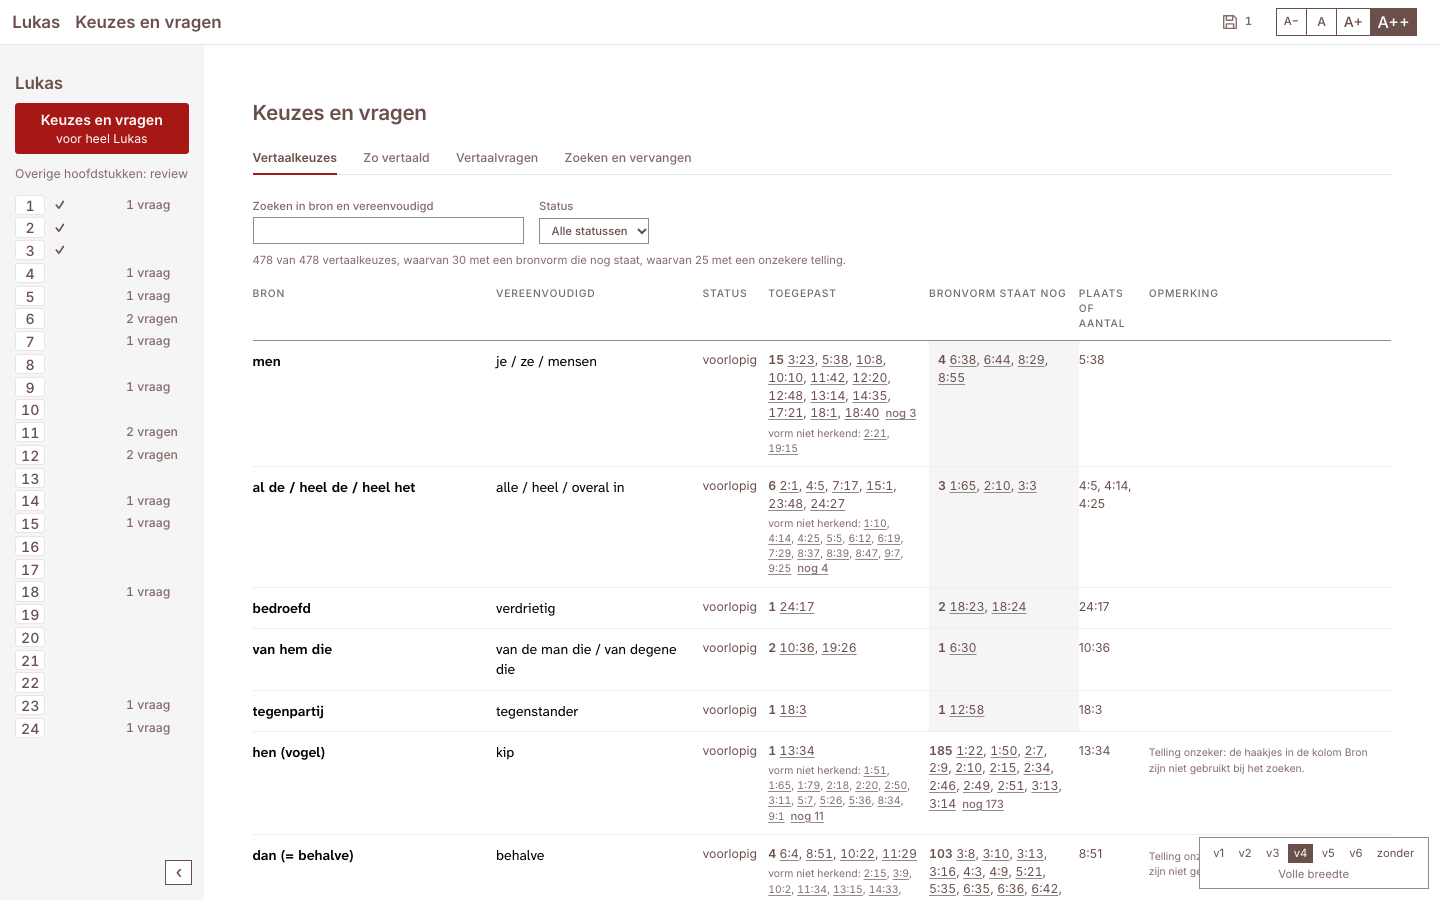 Lukas Keuzes en vragen 1 A− A A+ A++
Lukas
Keuzes en vragen
voor heel Lukas
Overige hoofdstukken: review
1 1 vraag
2
3
4 1 vraag
5 1 vraag
6 2 vragen
7 1 vraag
8
9 1 vraag
10
11 2 vragen
12 2 vragen
13
14 1 vraag
15 1 vraag
16
17
18 1 vraag
19
20
21
22
23 1 vraag
24 1 vraag
Keuzes en vragen
Vertaalkeuzes Zo vertaald Vertaalvragen Zoeken en vervangen
Zoeken in bron en vereenvoudigd Status
Alle statussen
478 van 478 vertaalkeuzes, waarvan 30 met een bronvorm die nog staat, waarvan 25 met een onzekere telling.
BRON VEREENVOUDIGD STATUS TOEGEPAST BRONVORM STAAT NOG PLAATS OF AANTAL OPMERKING
men je / ze / mensen voorlopig 15 3:23, 5:38, 10:8, 4 6:38, 6:44, 8:29, 5:38
10:10, 11:42, 12:20, 8:55
12:48, 13:14, 14:35,
17:21, 18:1, 18:40 nog 3
vorm niet herkend: 2:21,
19:15
al de / heel de / heel het alle / heel / overal in voorlopig 6 2:1, 4:5, 7:17, 15:1, 3 1:65, 2:10, 3:3 4:5, 4:14,
23:48, 24:27 4:25
vorm niet herkend: 1:10,
4:14, 4:25, 5:5, 6:12, 6:19,
7:29, 8:37, 8:39, 8:47, 9:7,
9:25 nog 4
bedroefd verdrietig voorlopig 1 24:17 2 18:23, 18:24 24:17
van hem die van de man die / van degene voorlopig 2 10:36, 19:26 1 6:30 10:36
die
tegenpartij tegenstander voorlopig 1 18:3 1 12:58 18:3
hen (vogel) kip voorlopig 1 13:34 185 1:22, 1:50, 2:7, 13:34 Telling onzeker: de haakjes in de kolom Bron
vorm niet herkend: 1:51, 2:9, 2:10, 2:15, 2:34, zijn niet gebruikt bij het zoeken.
1:65, 1:79, 2:18, 2:20, 2:50, 2:46, 2:49, 2:51, 3:13,
3:11, 5:7, 5:26, 5:36, 8:34, 3:14 nog 173
9:1 nog 11
dan (= behalve) behalve voorlopig 4 6:4, 8:51, 10:22, 11:29 103 3:8, 3:10, 3:13, 8:51 Telling onz
vorm niet herkend: 2:15, 3:9, 3:16, 4:3, 4:9, 5:21, zijn niet ge
10:2, 11:34, 13:15, 14:33, 5:35, 6:35, 6:36, 6:42,
v1 v2 v3 v4 v5 v6 zonder
Volle breedte